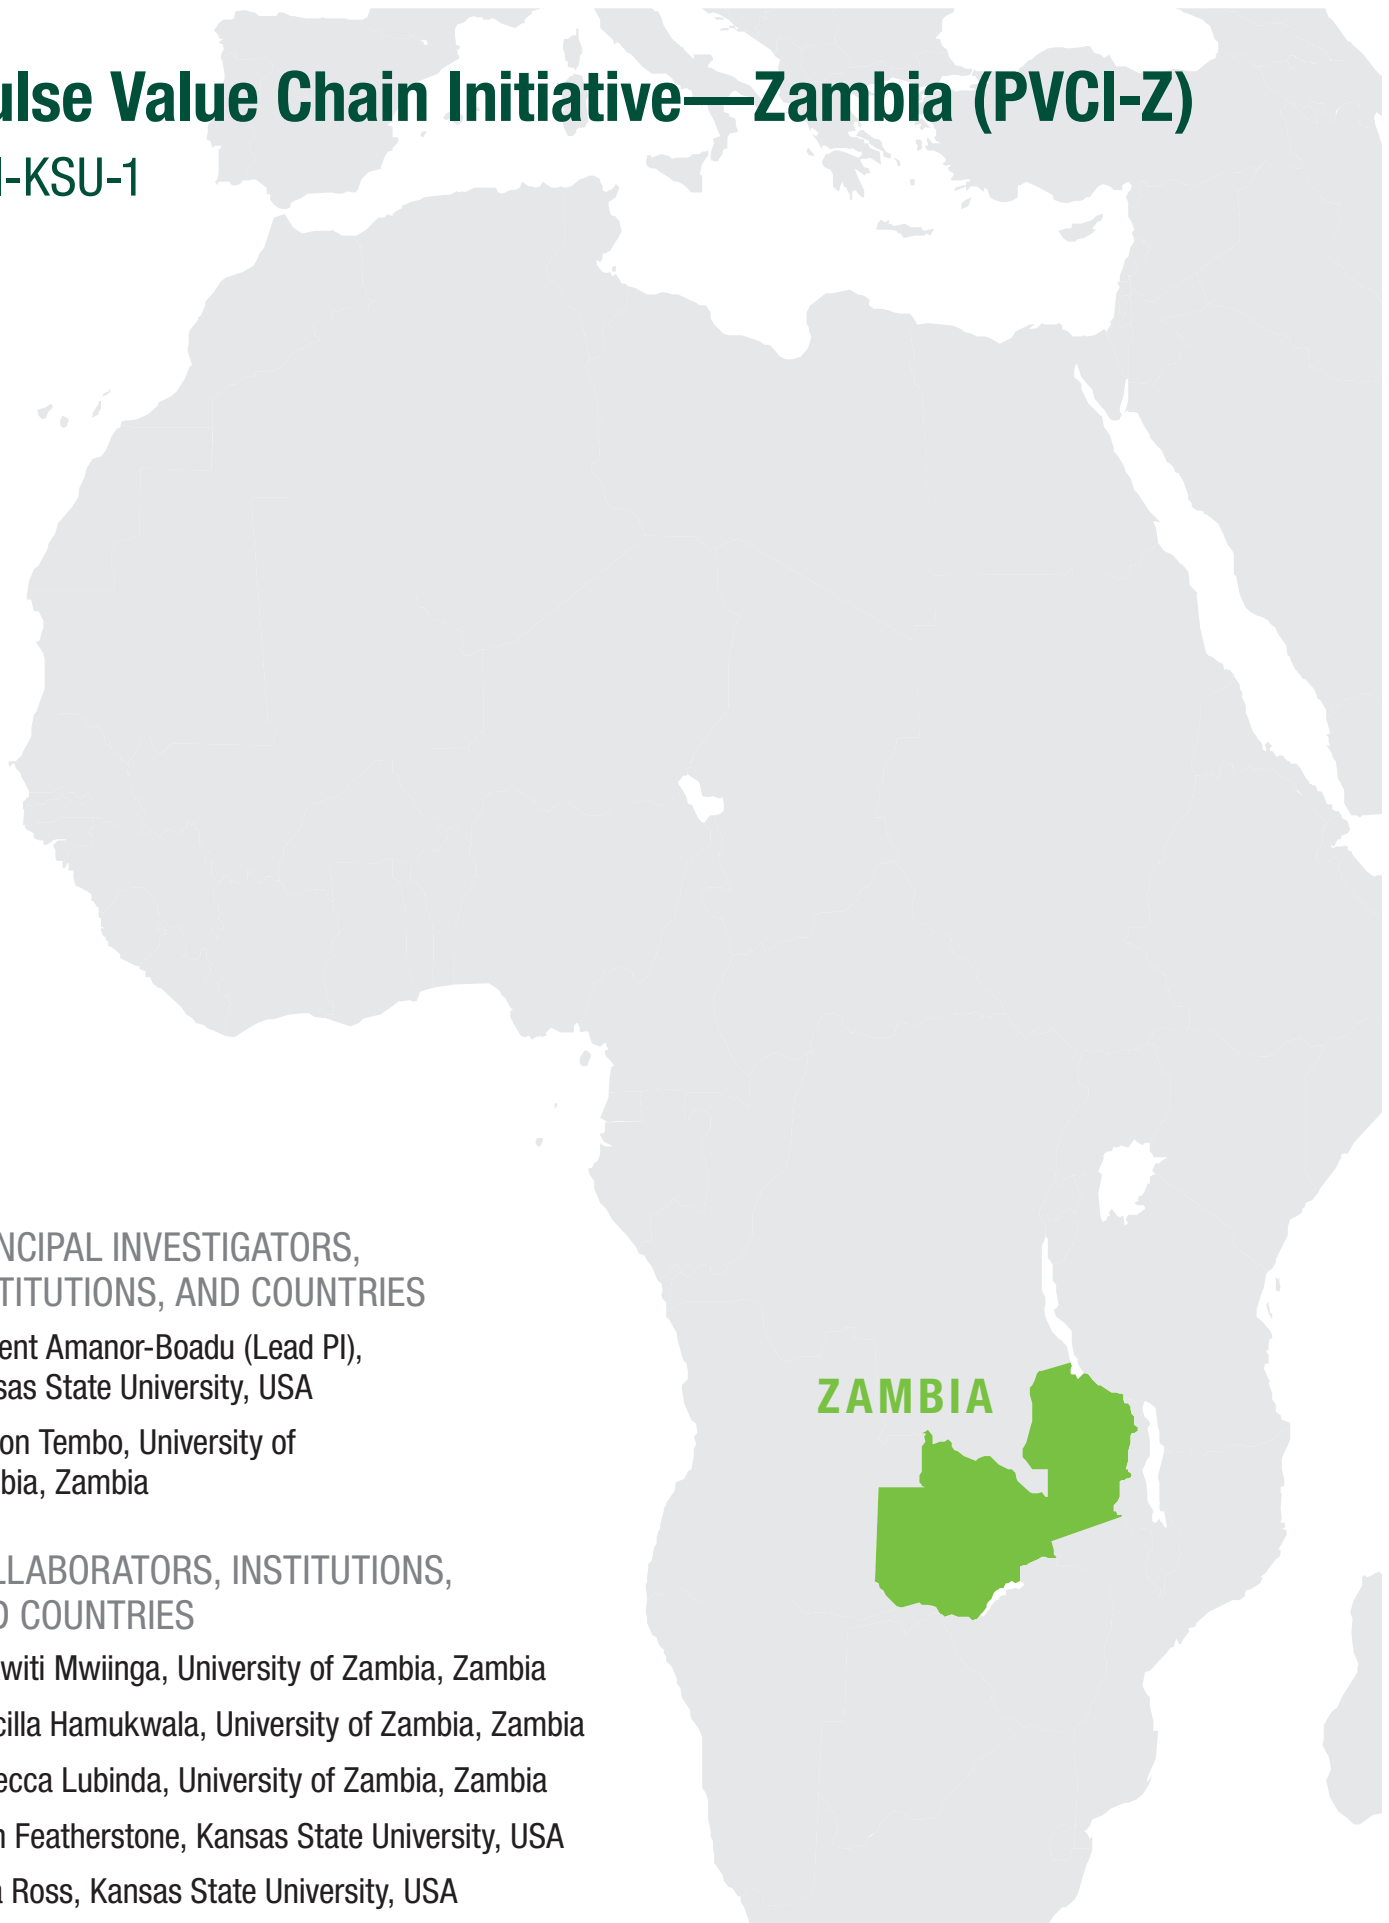 ulse Value Chain Initiative—Zambia (PVCI-Z)
-KSU-1
NCIPAL INVESTIGATORS,
TITUTIONS, AND COUNTRIES
ent Amanor-Boadu (Lead PI),
sas State University, USA
on Tembo, University of
bia, Zambia
ZAMBIA
LLABORATORS, INSTITUTIONS,
D COUNTRIES
witi Mwiinga, University of Zambia, Zambia
cilla Hamukwala, University of Zambia, Zambia
ecca Lubinda, University of Zambia, Zambia
n Featherstone, Kansas State University, USA
a Ross, Kansas State University, USA